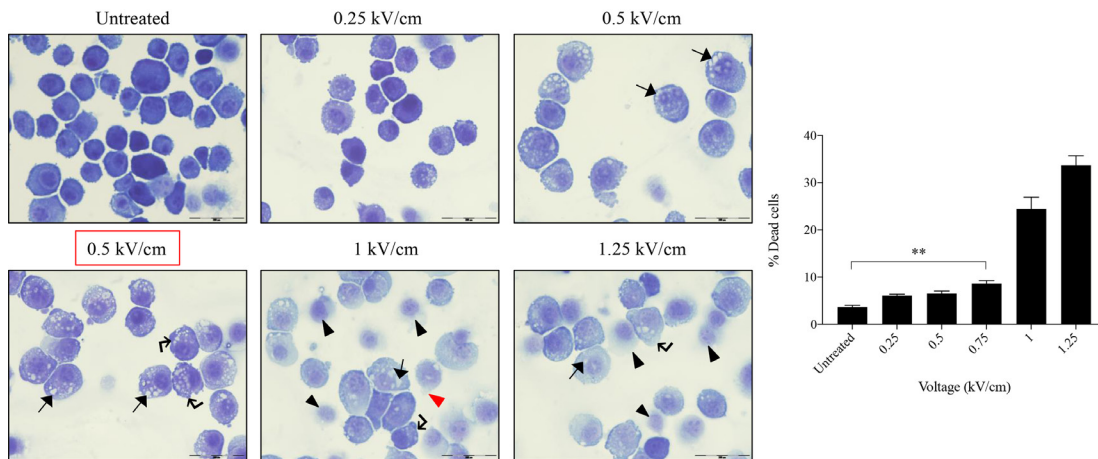 Untreated
0.25 kV/cm
0.5 kV/cm
0.5 kV/cm
1 kV/cm
1.25 kV/cm
% Dead cells
40
30
20
10
0
**
Untreated
0.25
0.5
0.75
1
1.25
Voltage (kV/cm)